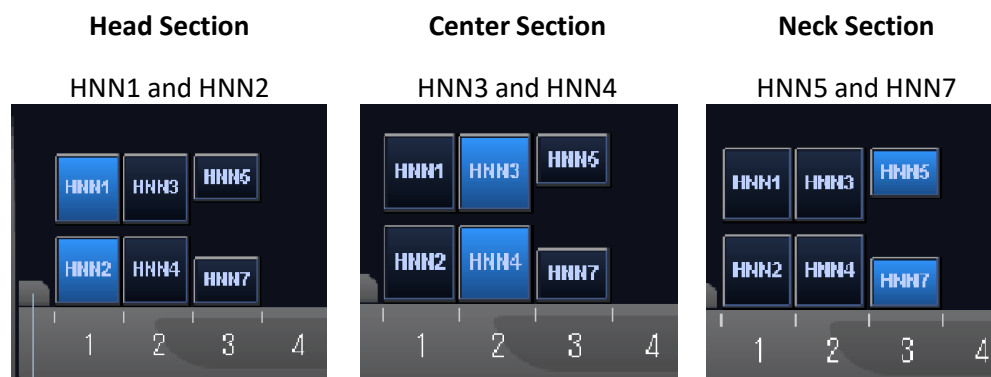 Head Section
HNN1 and HNN2
HNN1 HNN3 HNN5
HNN2 HNN4 HNN7
1 2 3 4
Center Section
HNN3 and HNN4
HNN1 HNN3 HNN5
HNN2 HNN4 HNN7
1 2 3 4
Neck Section
HNN5 and HNN7
HNN1 HNN3 HNN5
HNN2 HNN4 HNN7
1 2 3 4